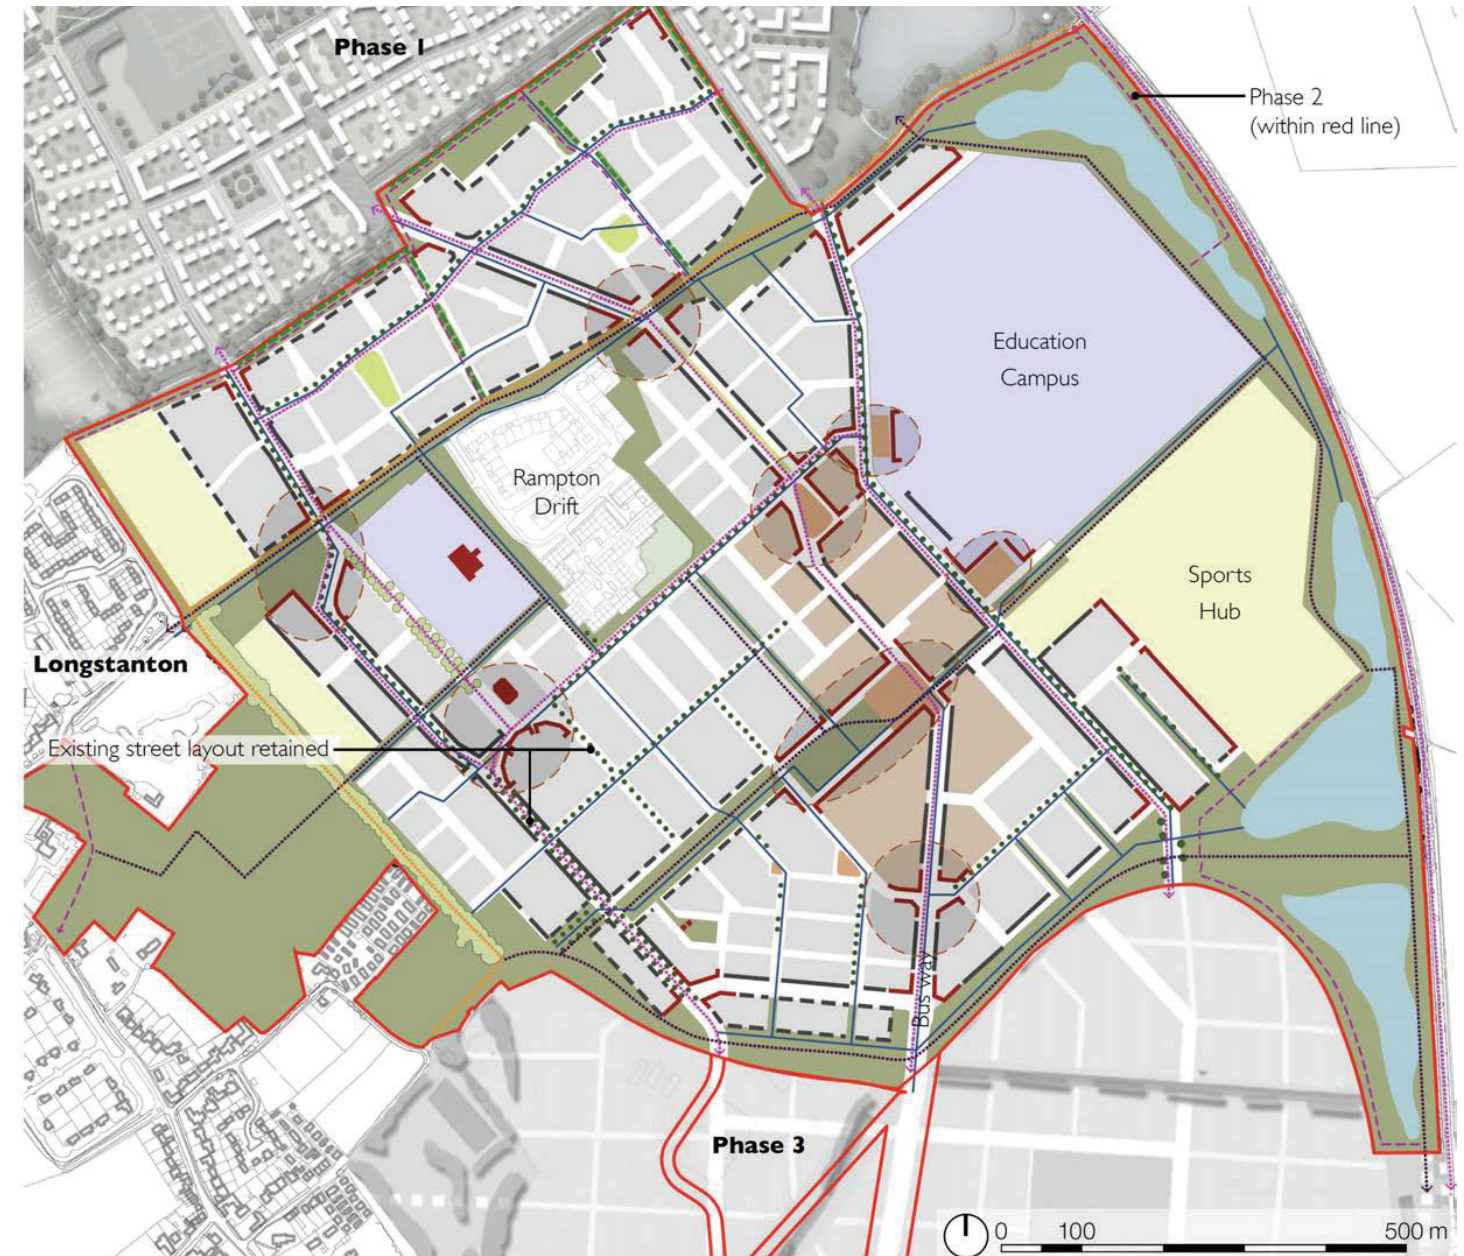 Phase 1
Phase 2
(within red line)
Education
Campus
Rampton
Drift
Sports
Hub
Longstanton
Existing street layout retained
Bus way
Phase 3
0 100 500 m